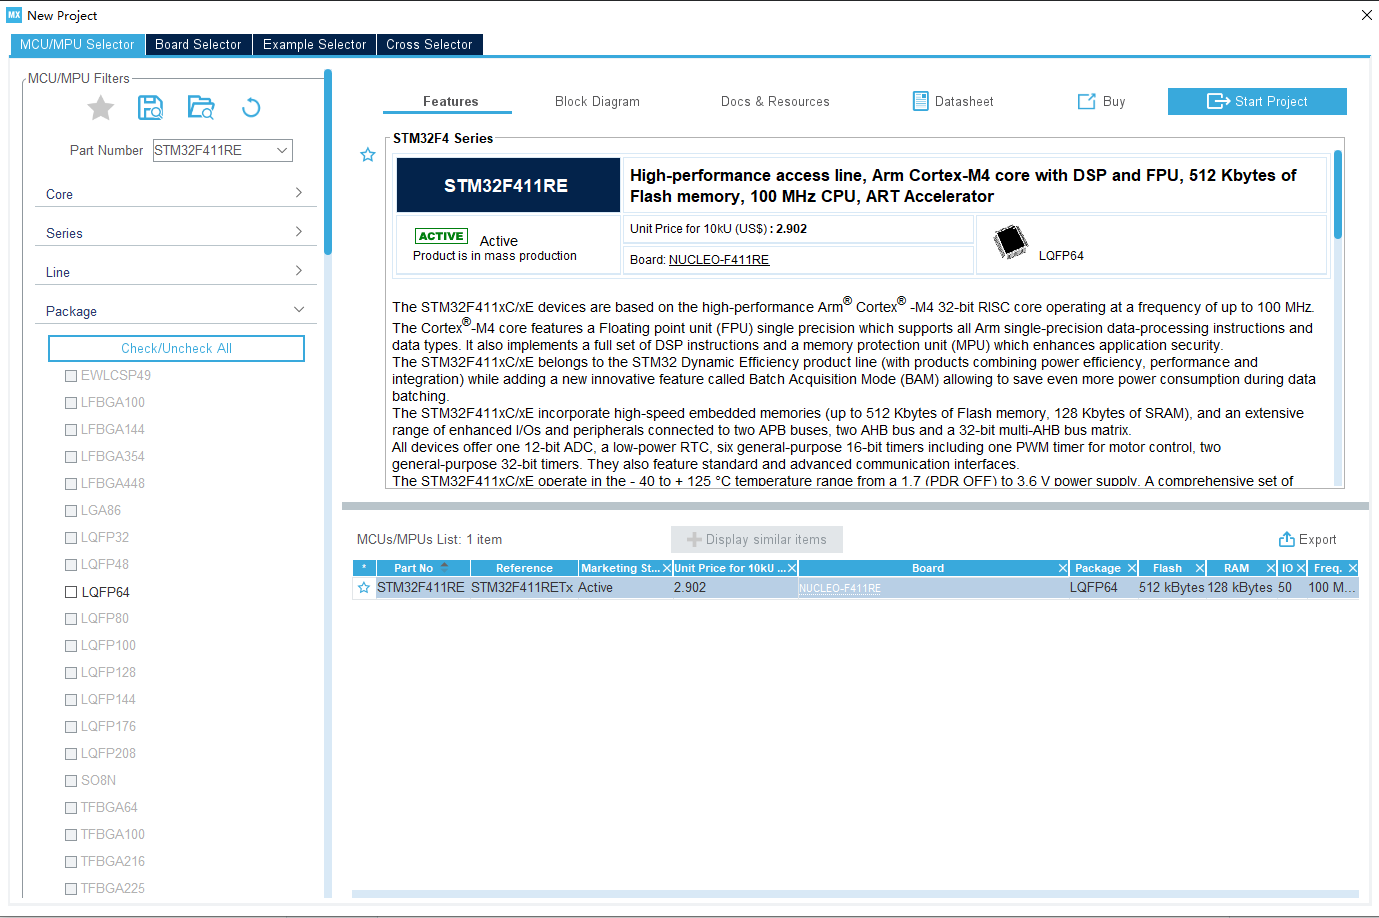 MX New Project
MCU/MPU Selector Board Selector Example Selector Cross Selector
MCU/MPU Filters
Part Number STM32F411RE
Core
Series
Line
Package
Check/Uncheck All
EWLCSP49
LFBGA100
LFBGA144
LFBGA354
LFBGA448
LGA86
LQFP32
LQFP48
LQFP64
LQFP80
LQFP100
LQFP128
LQFP144
LQFP176
LQFP208
SO8N
TFBGA64
TFBGA100
TFBGA216
TFBGA225
Features Block Diagram Docs & Resources Datasheet Buy Start Project
STM32F4 Series
STM32F411RE
High-performance access line, Arm Cortex-M4 core with DSP and FPU, 512 Kbytes of
Flash memory, 100 MHz CPU, ART Accelerator
ACTIVE Active
Product is in mass production
Unit Price for 10kU (US$) : 2.902
Board: NUCLEO-F411RE
LQFP64
The STM32F411xC/xE devices are based on the high-performance Arm® Cortex® -M4 32-bit RISC core operating at a frequency of up to 100 MHz.
The Cortex®-M4 core features a Floating point unit (FPU) single precision which supports all Arm single-precision data-processing instructions and
data types. It also implements a full set of DSP instructions and a memory protection unit (MPU) which enhances application security.
The STM32F411xC/xE belongs to the STM32 Dynamic Efficiency product line (with products combining power efficiency, performance and
integration) while adding a new innovative feature called Batch Acquisition Mode (BAM) allowing to save even more power consumption during data
batching.
The STM32F411xC/xE incorporate high-speed embedded memories (up to 512 Kbytes of Flash memory, 128 Kbytes of SRAM), and an extensive
range of enhanced I/Os and peripherals connected to two APB buses, two AHB bus and a 32-bit multi-AHB bus matrix.
All devices offer one 12-bit ADC, a low-power RTC, six general-purpose 16-bit timers including one PWM timer for motor control, two
general-purpose 32-bit timers. They also feature standard and advanced communication interfaces.
The STM32F411xC/xE operate in the - 40 to + 125 °C temperature range from a 1.7 (PDR OFF) to 3.6 V power supply. A comprehensive set of
MCUs/MPUs List: 1 item Display similar items Export
* Part No Reference Marketing St... Unit Price for 10kU ... Board Package Flash RAM IO Freq.
STM32F411RE STM32F411RETx Active 2.902 NUCLEO-F411RE LQFP64 512 kBytes 128 kBytes 50 100 M...